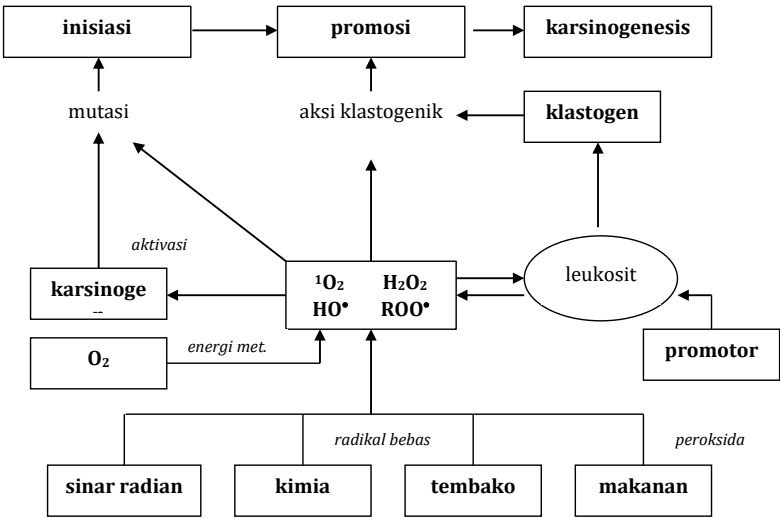 inisiasi
promosi
karsinogenesis
mutasi
aksi klastogenik
klastogen
aktivasi
karsinoge
¹O₂ H₂O₂
HO• ROO•
leukosit
O₂
energi met.
promotor
radikal bebas
peroksida
sinar radian
kimia
tembako
makanan